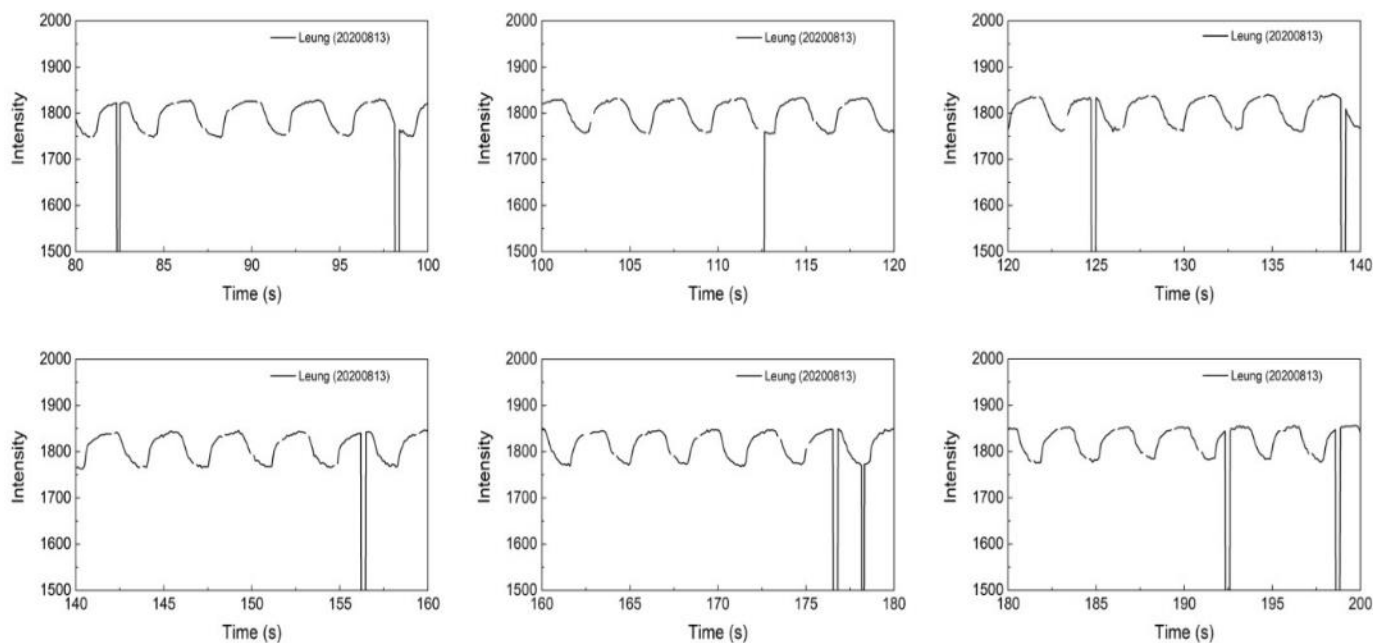 2000
1900
1800
1700
1600
1500
Intensity
Leung (20200813)
80 85 90 95 100
Time (s)
2000
1900
1800
1700
1600
1500
Intensity
Leung (20200813)
100 105 110 115 120
Time (s)
2000
1900
1800
1700
1600
1500
Intensity
Leung (20200813)
120 125 130 135 140
Time (s)
2000
1900
1800
1700
1600
1500
Intensity
Leung (20200813)
140 145 150 155 160
Time (s)
2000
1900
1800
1700
1600
1500
Intensity
Leung (20200813)
160 165 170 175 180
Time (s)
2000
1900
1800
1700
1600
1500
Intensity
Leung (20200813)
180 185 190 195 200
Time (s)